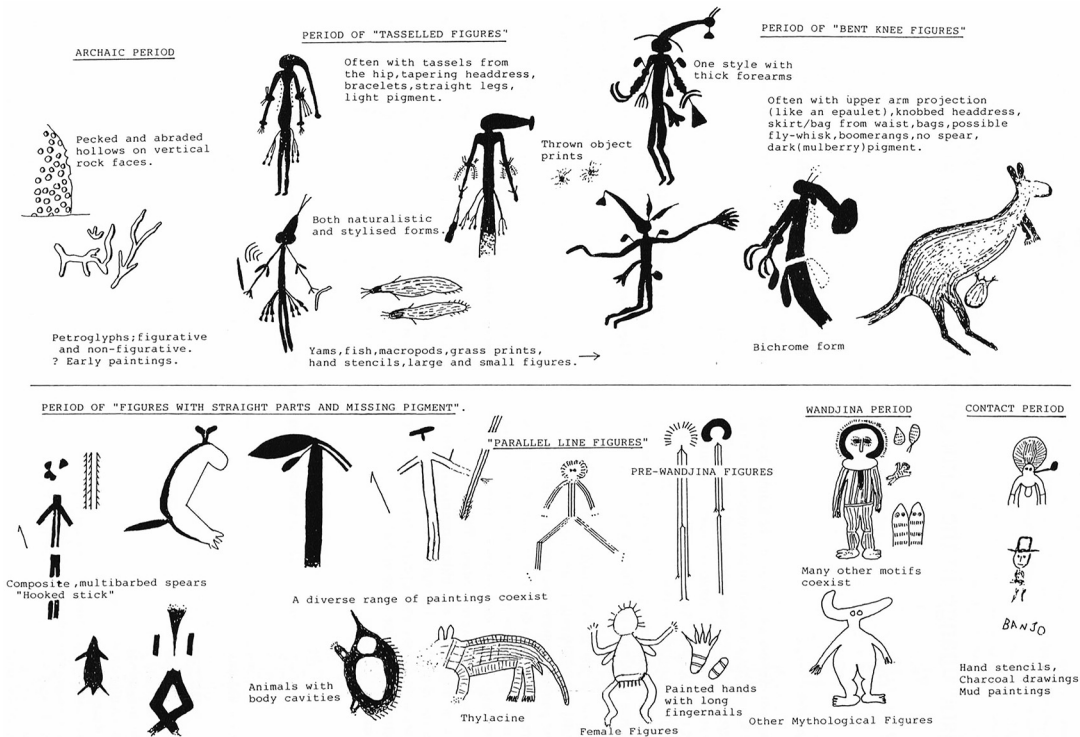 ARCHAIC PERIOD
Pecked and abraded
hollows on vertical
rock faces.
Petroglyphs;figurative
and non-figurative.
? Early paintings.
PERIOD OF "TASSELLED FIGURES"
Often with tassels from
the hip,tapering headdress,
bracelets,straight legs,
light pigment.
Both naturalistic
and stylised forms.
Thrown object
prints
Yams,fish,macropods,grass prints,
hand stencils,large and small figures.
PERIOD OF "BENT KNEE FIGURES"
One style with
thick forearms
Often with upper arm projection
(like an epaulet),knobbed headdress,
skirt/bag from waist,bags,possible
fly-whisk,boomerangs,no spear,
dark(mulberry)pigment.
Bichrome form
PERIOD OF "FIGURES WITH STRAIGHT PARTS AND MISSING PIGMENT".
Composite,multibarbed spears
"Hooked stick"
"PARALLEL LINE FIGURES"
PRE-WANDJINA FIGURES
A diverse range of paintings coexist
Animals with
body cavities
Thylacine
Female Figures
Painted hands
with long
fingernails
WANDJINA PERIOD
Many other motifs
coexist
Other Mythological Figures
CONTACT PERIOD
BANJO
Hand stencils,
Charcoal drawings
Mud paintings